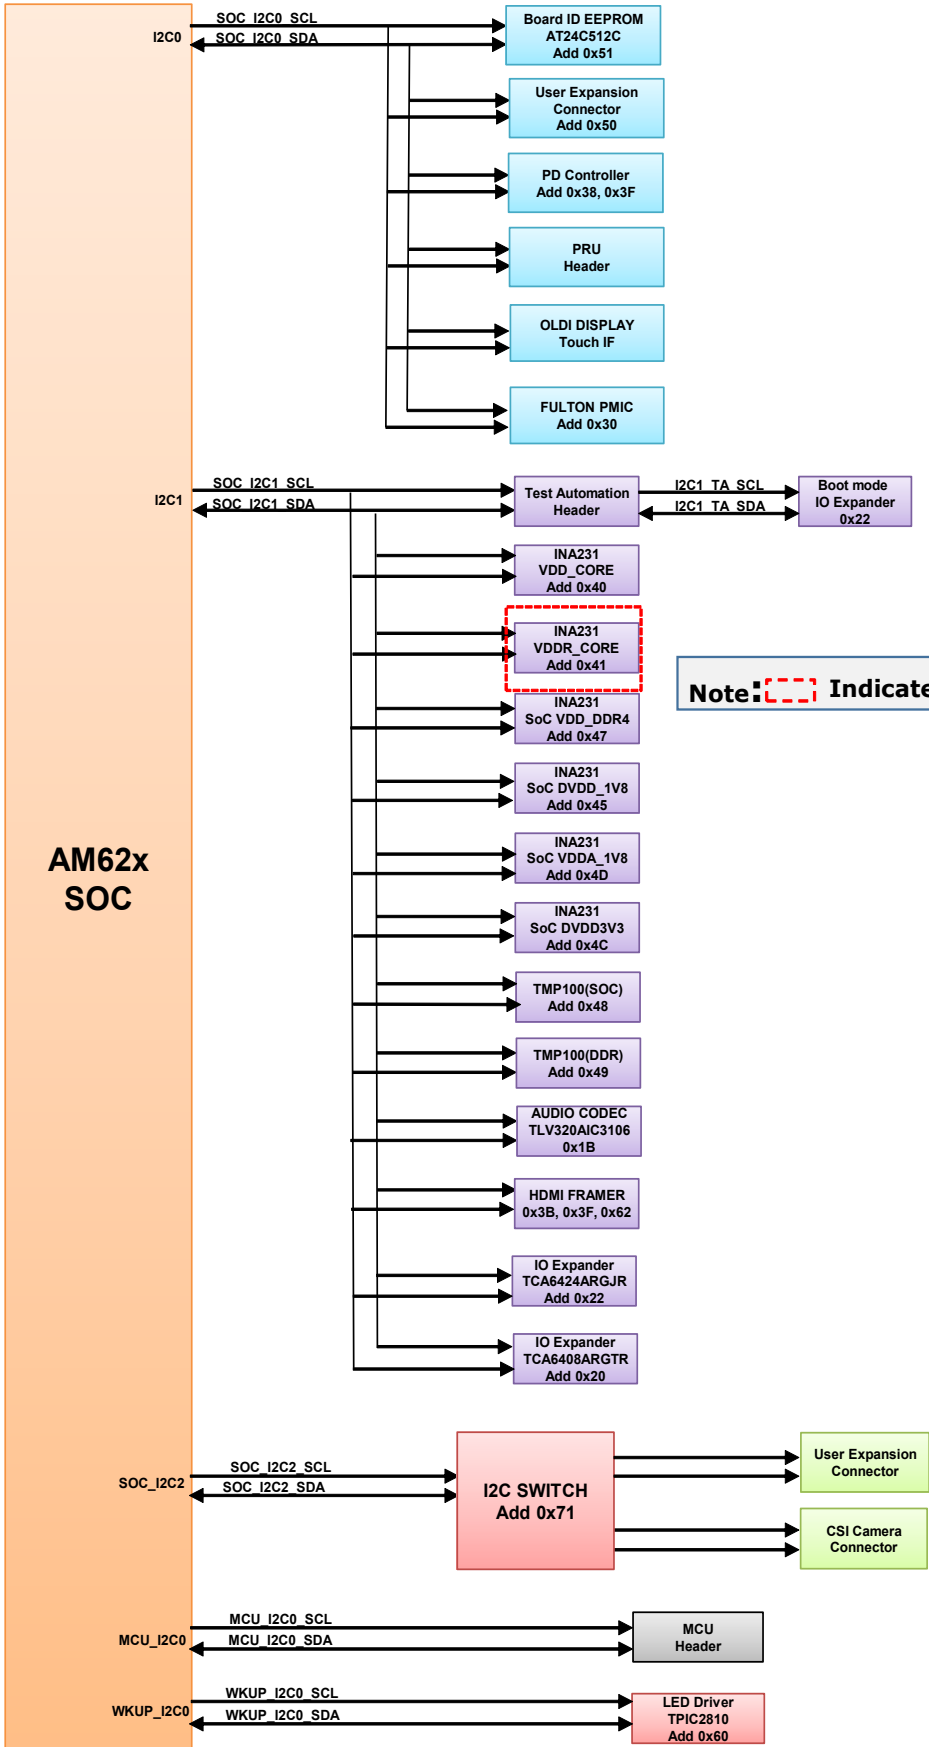 SOC_I2C0_SCL
I2C0
SOC_I2C0_SDA
Board ID EEPROM
AT24C512C
Add 0x51
User Expansion
Connector
Add 0x50
PD Controller
Add 0x38, 0x3F
PRU
Header
OLDI DISPLAY
Touch IF
FULTON PMIC
Add 0x30
SOC_I2C1_SCL
I2C1
SOC_I2C1_SDA
Test Automation
Header
I2C1_TA_SCL
I2C1_TA_SDA
Boot mode
IO Expander
0x22
INA231
VDD_CORE
Add 0x40
INA231
VDDR_CORE
Add 0x41
Note: Indicate
INA231
SoC VDD_DDR4
Add 0x47
INA231
SoC DVDD_1V8
Add 0x45
AM62x
SOC
INA231
SoC VDDA_1V8
Add 0x4D
INA231
SoC DVDD3V3
Add 0x4C
TMP100(SOC)
Add 0x48
TMP100(DDR)
Add 0x49
AUDIO CODEC
TLV320AIC3106
0x1B
HDMI FRAMER
0x3B, 0x3F, 0x62
IO Expander
TCA6424ARGJR
Add 0x22
IO Expander
TCA6408ARGTR
Add 0x20
SOC_I2C2_SCL
SOC_I2C2
SOC_I2C2_SDA
I2C SWITCH
Add 0x71
User Expansion
Connector
CSI Camera
Connector
MCU_I2C0_SCL
MCU_I2C0
MCU_I2C0_SDA
MCU
Header
WKUP_I2C0_SCL
WKUP_I2C0
WKUP_I2C0_SDA
LED Driver
TPIC2810
Add 0x60